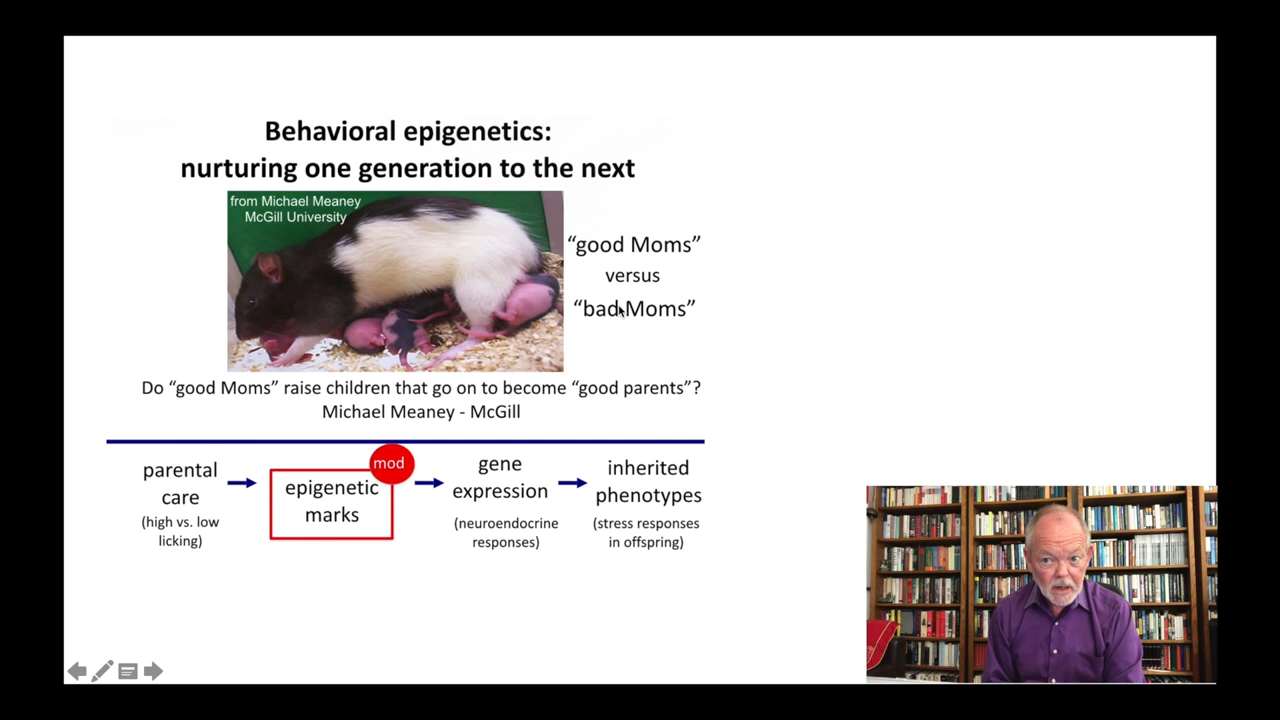 Behavioral epigenetics:
nurturing one generation to the next
from Michael Meaney
McGill University
“good Moms”
versus
“bad Moms”
Do “good Moms” raise children that go on to become “good parents”?
Michael Meaney - McGill
parental
care
(high vs. low
licking)
mod
epigenetic
marks
gene
expression
(neuroendocrine
responses)
inherited
phenotypes
(stress responses
in offspring)